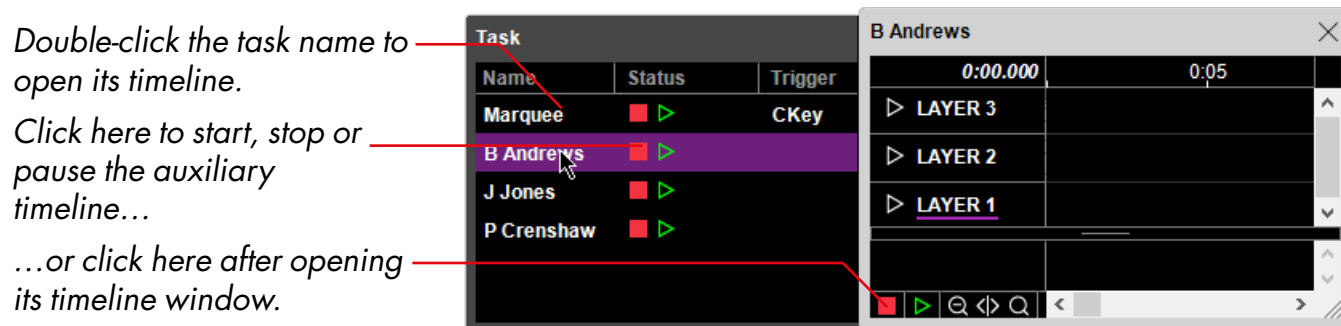 Double-click the task name to
open its timeline.
Click here to start, stop or
pause the auxiliary
timeline…
…or click here after opening
its timeline window.
Task
Name Status Trigger
Marquee CKey
B Andrews
J Jones
P Crenshaw
B Andrews
0:00.000 0:05
LAYER 3
LAYER 2
LAYER 1